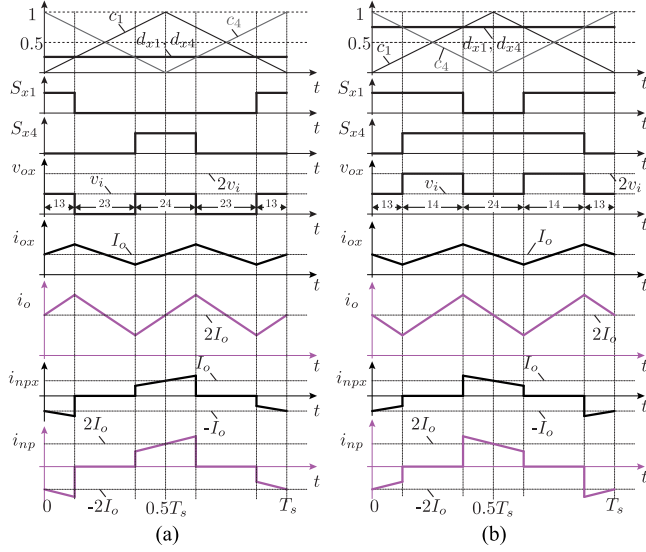 1
c₁
c₄
0.5
dₓ₁, dₓ₄
t
Sₓ₁
t
Sₓ₄
t
vₒₓ
vᵢ
2vᵢ
13 23 24 23 13
t
iₒₓ
Iₒ
t
iₒ
2Iₒ
t
iₙₚₓ
Iₒ
t
-Iₒ
iₙₚ
2Iₒ
t
-2Iₒ
0 0.5Tₛ Tₛ
(a)
1
0.5
c₁
c₄
dₓ₁, dₓ₄
t
Sₓ₁
t
Sₓ₄
t
vₒₓ
vᵢ
2vᵢ
13 14 24 14 13
t
iₒₓ
Iₒ
t
iₒ
2Iₒ
t
iₙₚₓ
Iₒ
t
-Iₒ
iₙₚ
2Iₒ
t
-2Iₒ
0 0.5Tₛ Tₛ
(b)